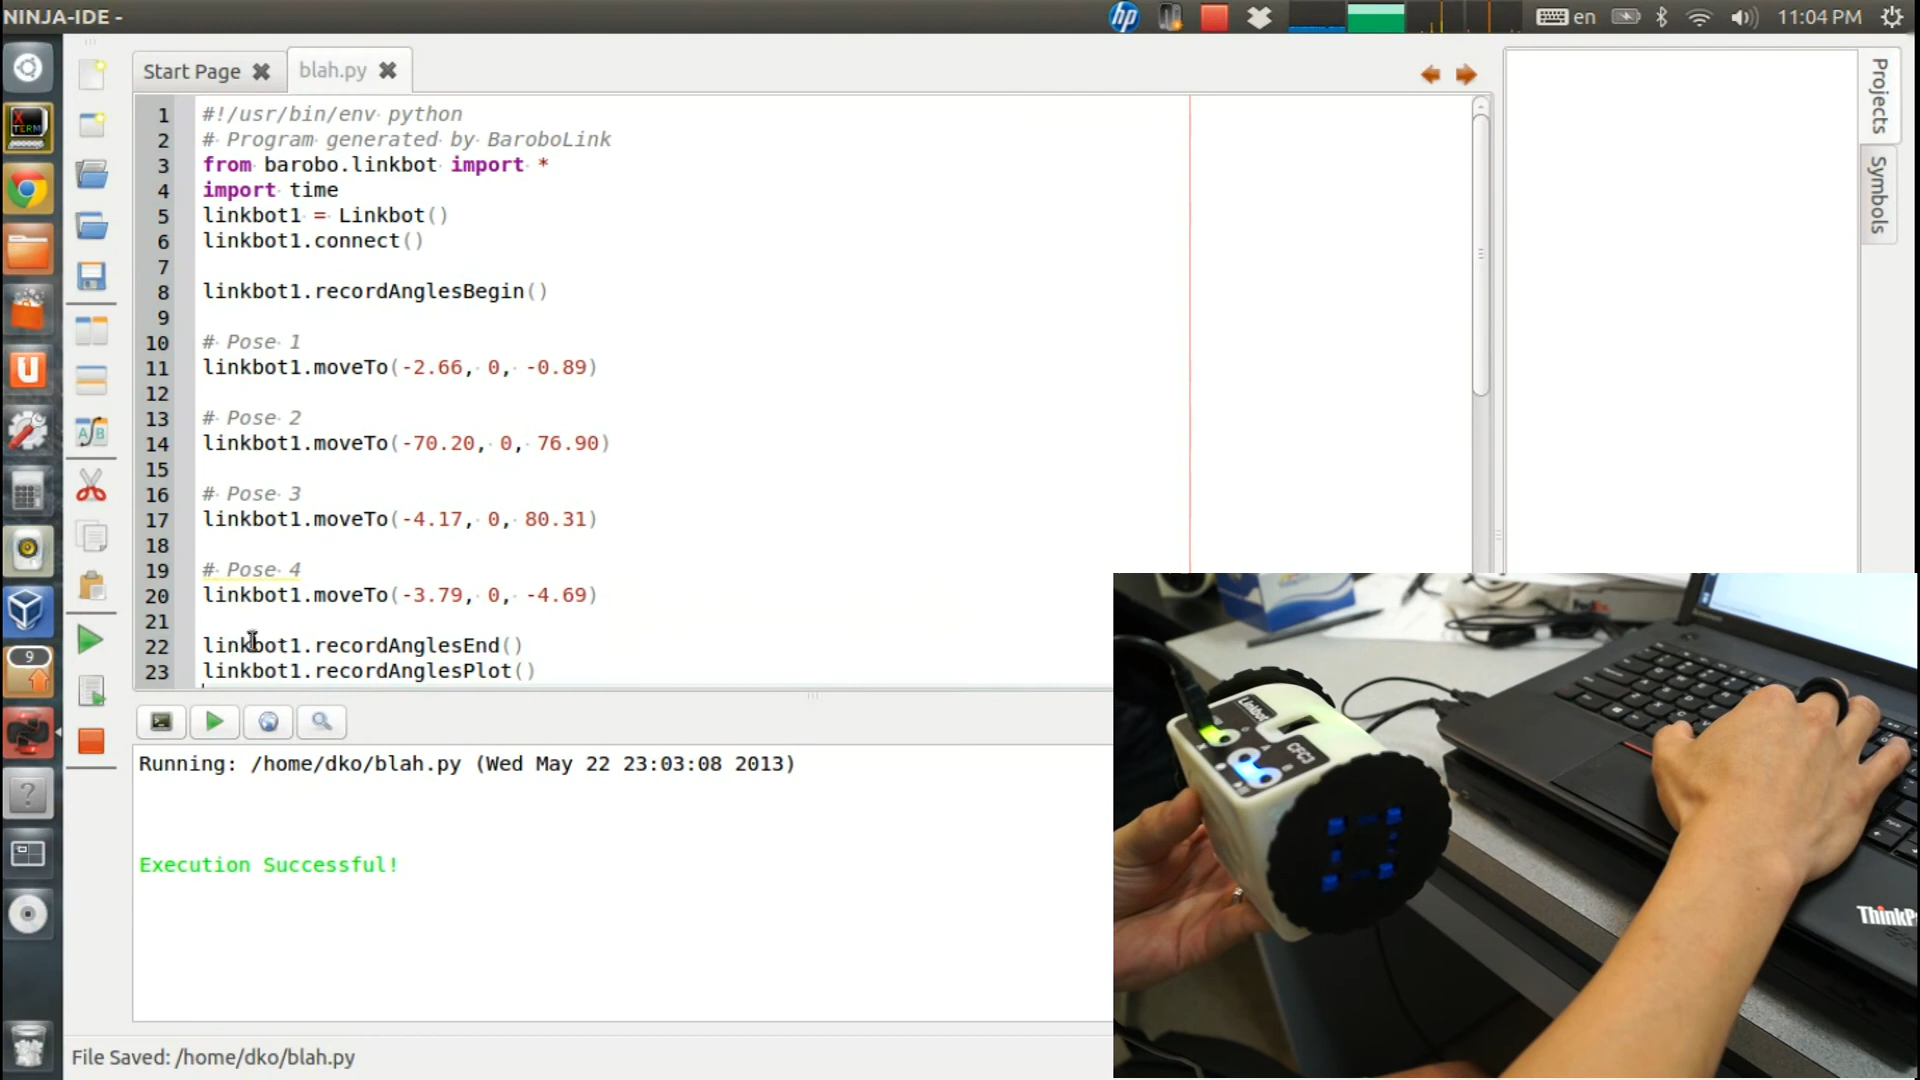 NINJA-IDE -
hp
en
11:04 PM
Start Page
blah.py
Projects
Symbols
X
TERM
1 #!/usr/bin/env python
2 # Program generated by BaroboLink
3 from barobo.linkbot import *
4 import time
5 linkbot1 = Linkbot()
6 linkbot1.connect()
7
8 linkbot1.recordAnglesBegin()
9
10 # Pose 1
11 linkbot1.moveTo(-2.66, 0, -0.89)
12
13 # Pose 2
14 linkbot1.moveTo(-70.20, 0, 76.90)
15
16 # Pose 3
17 linkbot1.moveTo(-4.17, 0, 80.31)
18
19 # Pose 4
20 linkbot1.moveTo(-3.79, 0, -4.69)
21
22 linkbot1.recordAnglesEnd()
23 linkbot1.recordAnglesPlot()
9
Running: /home/dko/blah.py (Wed May 22 23:03:08 2013)
Execution Successful!
File Saved: /home/dko/blah.py
Linkbot
CFC3
ThinkP